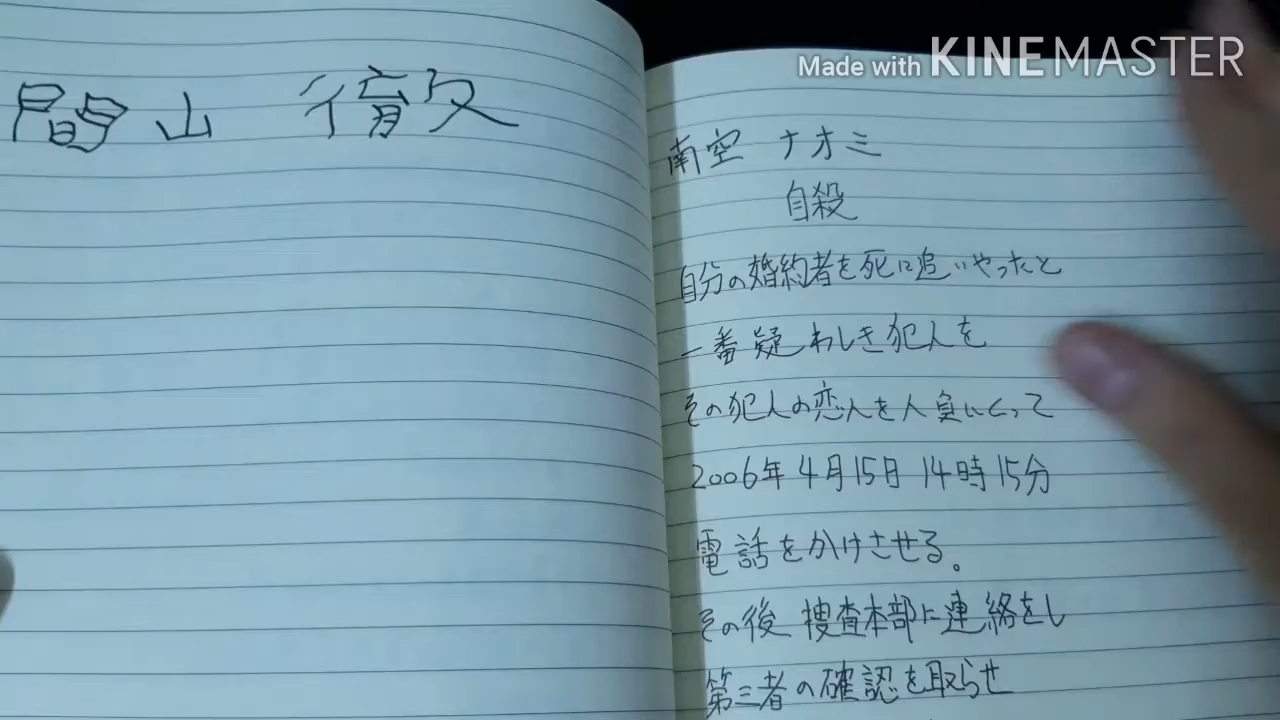 間山
Made with KINEMASTER
南空 ナオミ
自殺
自分の婚約者を死に追いやったと
一番疑わしき犯人を
その犯人の恋人を人負にとって
2006年4月15日 14時15分
電話をかけさせる。
その後 捜査本部に連絡をし
第三者の確認を取らせ